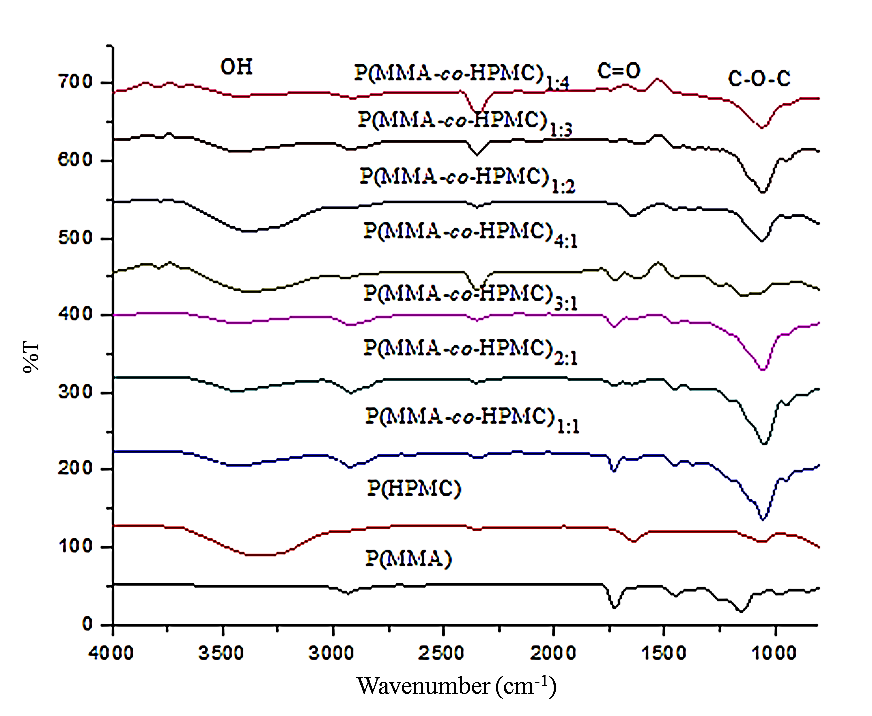 OH
P(MMA-co-HPMC)1:4
C=O
C-O-C
P(MMA-co-HPMC)1:3
P(MMA-co-HPMC)1:2
P(MMA-co-HPMC)4:1
P(MMA-co-HPMC)3:1
P(MMA-co-HPMC)2:1
P(MMA-co-HPMC)1:1
P(HPMC)
P(MMA)
%T
700
600
500
400
300
200
100
0
4000 3500 3000 2500 2000 1500 1000
Wavenumber (cm-1)